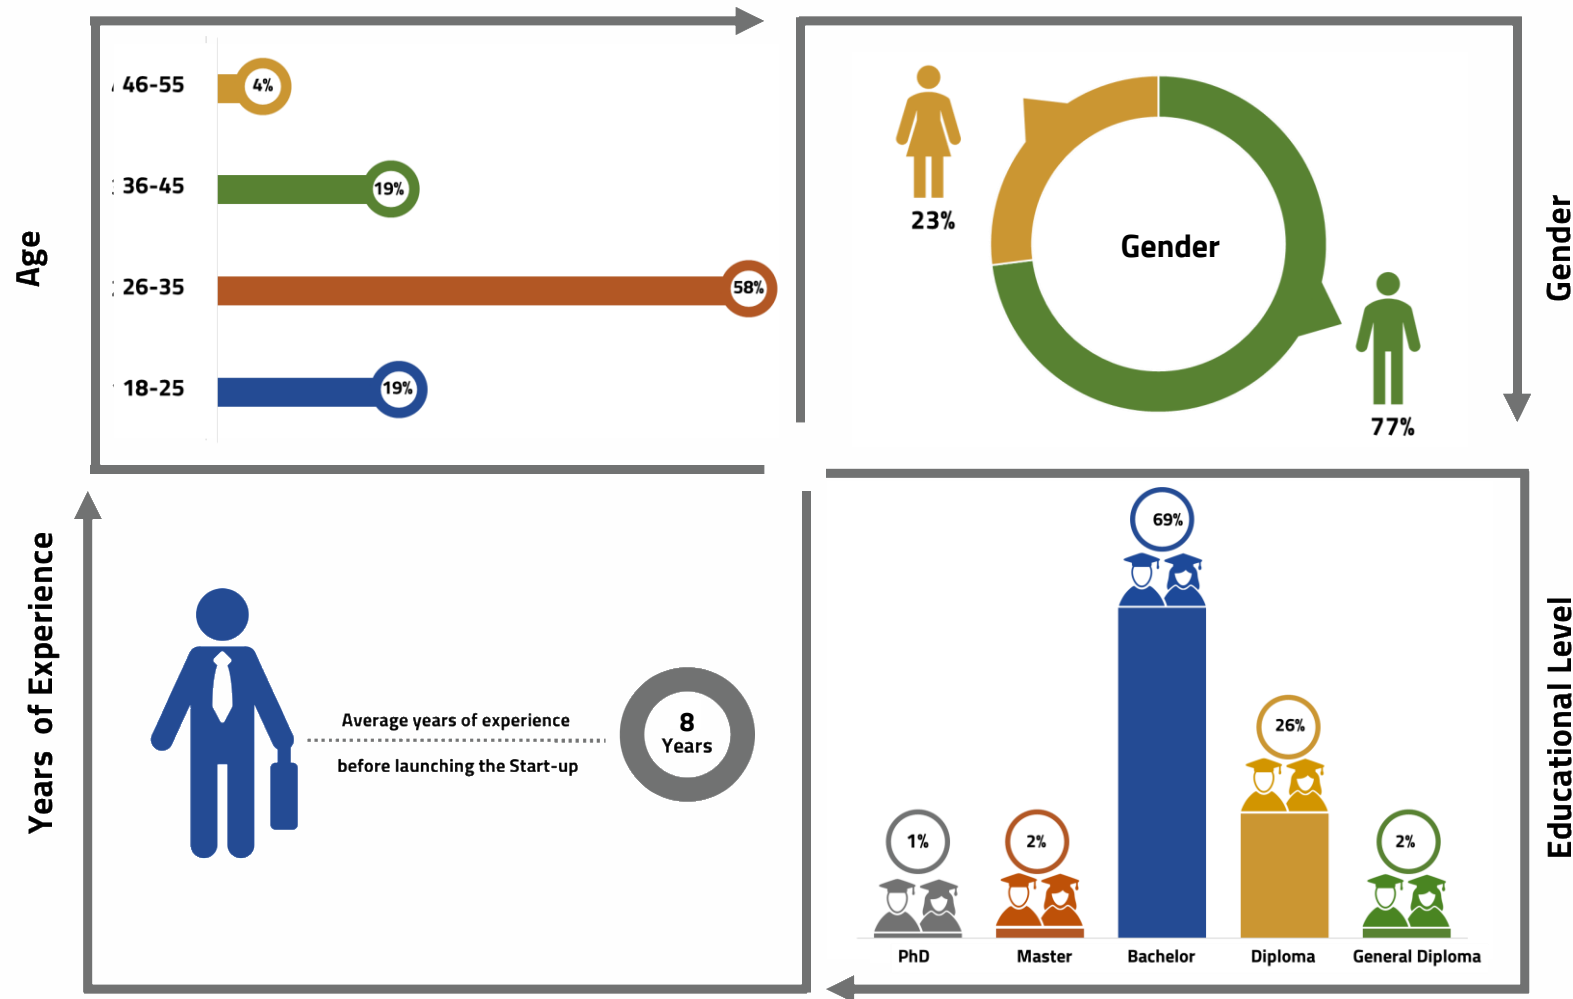 Age
46-55
4%
36-45
19%
26-35
58%
18-25
19%
Gender
23%
Gender
77%
Years of Experience
Average years of experience
before launching the Start-up
8
Years
Educational Level
69%
26%
1%
2%
2%
PhD
Master
Bachelor
Diploma
General Diploma